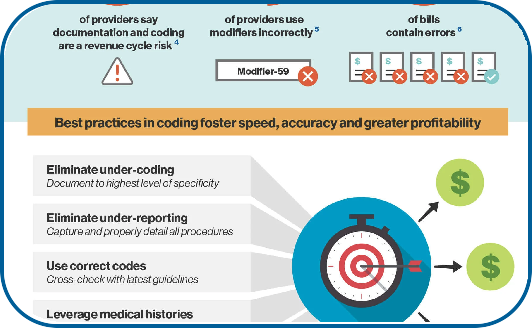 of providers say
documentation and coding
are a revenue cycle risk 4
of providers use
modifiers incorrectly 5
of bills
contain errors 6
Modifier-59
$ $ $ $ $
Best practices in coding foster speed, accuracy and greater profitability
Eliminate under-coding
Document to highest level of specificity
$
Eliminate under-reporting
Capture and properly detail all procedures
Use correct codes
Cross-check with latest guidelines
$
Leverage medical histories